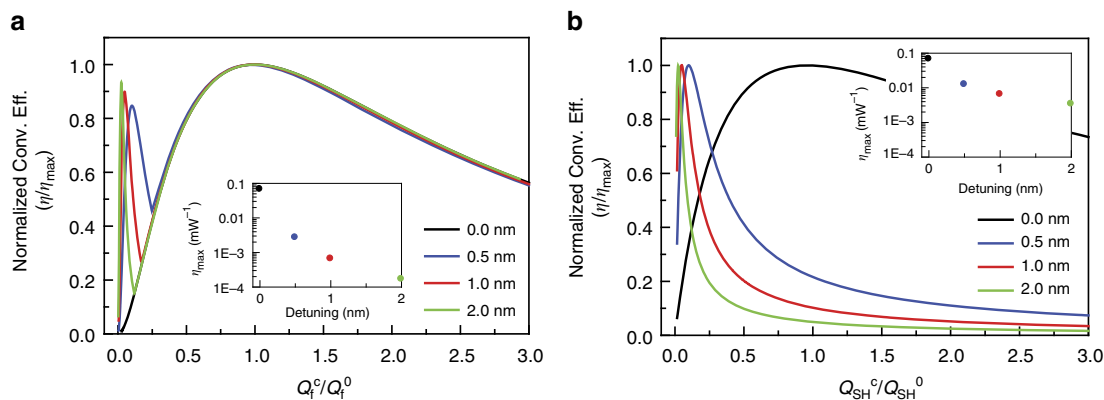 a
Normalized Conv. Eff.
(η/ηmax)
1.0
0.8
0.6
0.4
0.2
0.0
0.0 0.5 1.0 1.5 2.0 2.5 3.0
Qf^c/Qf^0
ηmax (mW−1)
0.1
0.01
1E−3
1E−4
0 1 2
Detuning (nm)
0.0 nm
0.5 nm
1.0 nm
2.0 nm
b
Normalized Conv. Eff.
(η/ηmax)
1.0
0.8
0.6
0.4
0.2
0.0
0.0 0.5 1.0 1.5 2.0 2.5 3.0
QSH^c/QSH^0
ηmax (mW−1)
0.1
0.01
1E−3
1E−4
0 1 2
Detuning (nm)
0.0 nm
0.5 nm
1.0 nm
2.0 nm